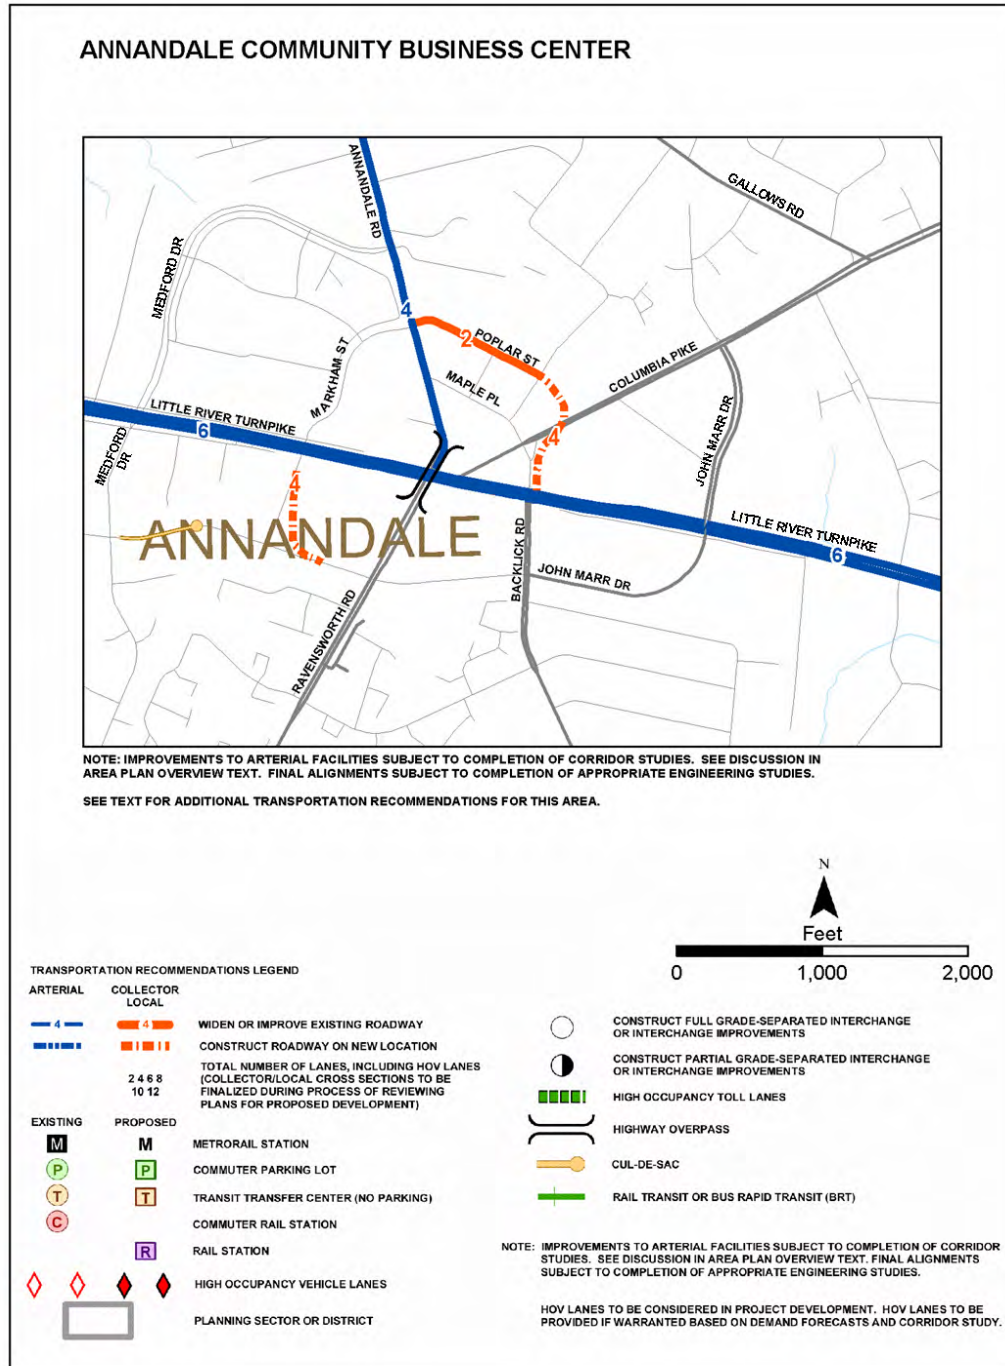 ANNANDALE COMMUNITY BUSINESS CENTER
ANNANDALE RD
GALLOWS RD
MEDFORD DR
4
2
POPLAR ST
COLUMBIA PIKE
MARKHAM ST
MAPLE PL
LITTLE RIVER TURNPIKE
6
MEDFORD
DR
4
4
JOHN MARR DR
ANNANDALE
LITTLE RIVER TURNPIKE
6
BACKLICK RD
JOHN MARR DR
RAVENSWORTH RD
NOTE: IMPROVEMENTS TO ARTERIAL FACILITIES SUBJECT TO COMPLETION OF CORRIDOR STUDIES. SEE DISCUSSION IN
AREA PLAN OVERVIEW TEXT. FINAL ALIGNMENTS SUBJECT TO COMPLETION OF APPROPRIATE ENGINEERING STUDIES.
SEE TEXT FOR ADDITIONAL TRANSPORTATION RECOMMENDATIONS FOR THIS AREA.
N
Feet
0 1,000 2,000
TRANSPORTATION RECOMMENDATIONS LEGEND
ARTERIAL COLLECTOR
LOCAL
4 4 WIDEN OR IMPROVE EXISTING ROADWAY
CONSTRUCT ROADWAY ON NEW LOCATION
2 4 6 8
10 12
TOTAL NUMBER OF LANES, INCLUDING HOV LANES
(COLLECTOR/LOCAL CROSS SECTIONS TO BE
FINALIZED DURING PROCESS OF REVIEWING
PLANS FOR PROPOSED DEVELOPMENT)
EXISTING PROPOSED
M M METRORAIL STATION
P P COMMUTER PARKING LOT
T T TRANSIT TRANSFER CENTER (NO PARKING)
C COMMUTER RAIL STATION
R RAIL STATION
HIGH OCCUPANCY VEHICLE LANES
PLANNING SECTOR OR DISTRICT
CONSTRUCT FULL GRADE-SEPARATED INTERCHANGE
OR INTERCHANGE IMPROVEMENTS
CONSTRUCT PARTIAL GRADE-SEPARATED INTERCHANGE
OR INTERCHANGE IMPROVEMENTS
HIGH OCCUPANCY TOLL LANES
HIGHWAY OVERPASS
CUL-DE-SAC
RAIL TRANSIT OR BUS RAPID TRANSIT (BRT)
NOTE: IMPROVEMENTS TO ARTERIAL FACILITIES SUBJECT TO COMPLETION OF CORRIDOR
STUDIES. SEE DISCUSSION IN AREA PLAN OVERVIEW TEXT. FINAL ALIGNMENTS
SUBJECT TO COMPLETION OF APPROPRIATE ENGINEERING STUDIES.
HOV LANES TO BE CONSIDERED IN PROJECT DEVELOPMENT. HOV LANES TO BE
PROVIDED IF WARRANTED BASED ON DEMAND FORECASTS AND CORRIDOR STUDY.